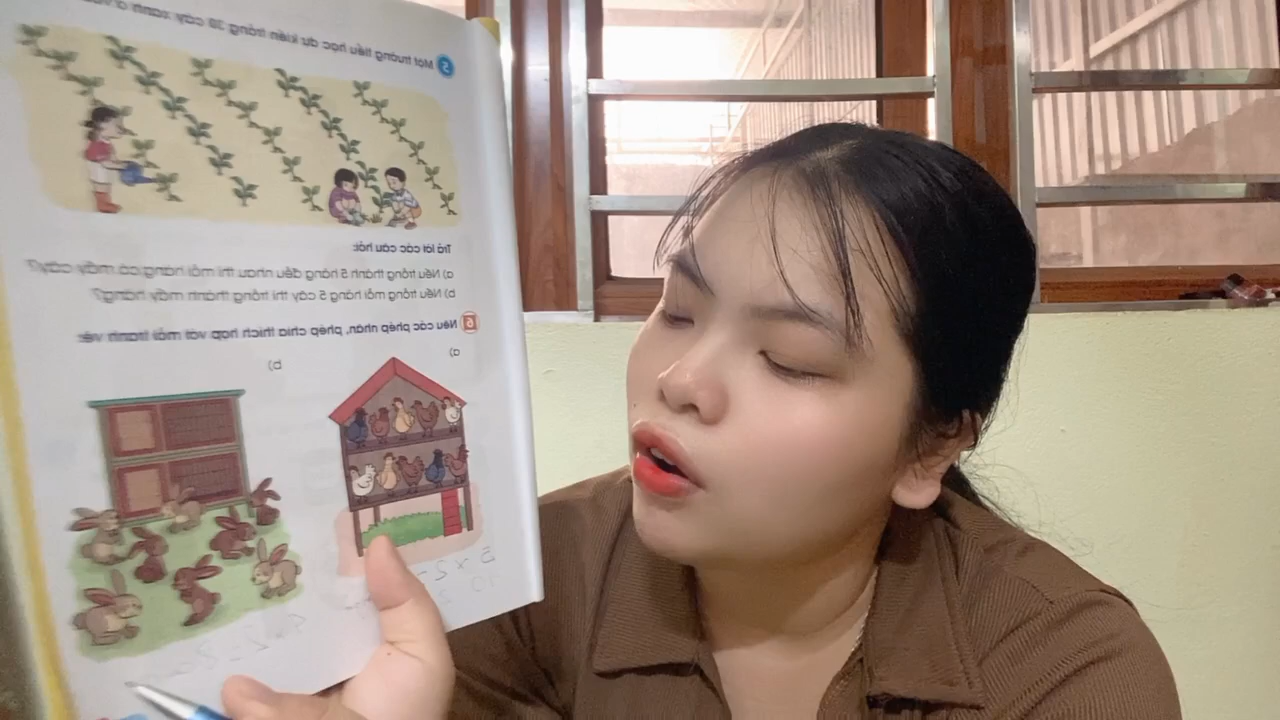 5 Một trường tiểu học dự kiến trồng 30 cây xanh ở
Trả lời các câu hỏi:
a) Nếu trồng thành 5 hàng đều nhau thì mỗi hàng có mấy cây?
b) Nếu trồng mỗi hàng 5 cây thì trồng thành mấy hàng?
6 Nêu các phép nhân, phép chia thích hợp với mỗi tranh vẽ:
a)
b)
5 x 2